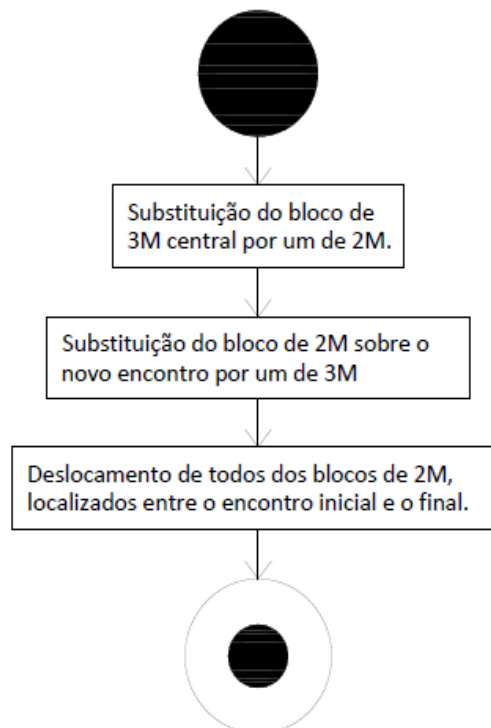 Substituição do bloco de
3M central por um de 2M.
Substituição do bloco de 2M sobre o
novo encontro por um de 3M
Deslocamento de todos dos blocos de 2M,
localizados entre o encontro inicial e o final.